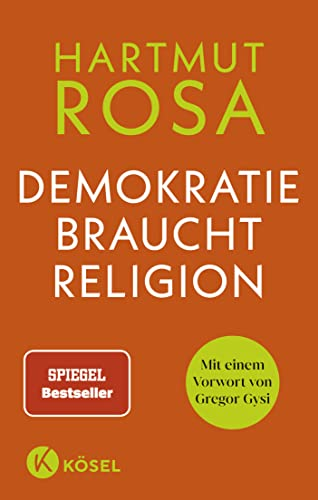 HARTMUT
ROSA
DEMOKRATIE
BRAUCHT
RELIGION
SPIEGEL
Bestseller
Mit einem
Vorwort von
Gregor Gysi
K KÖSEL